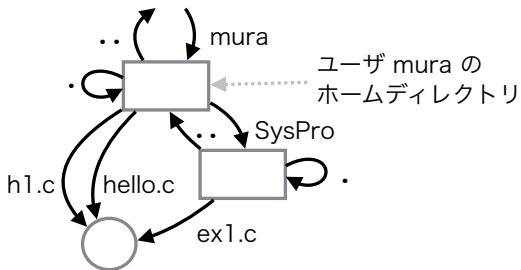 ..
mura
ユーザ mura の
ホームディレクトリ
.
..
SysPro
h1.c
hello.c
.
ex1.c